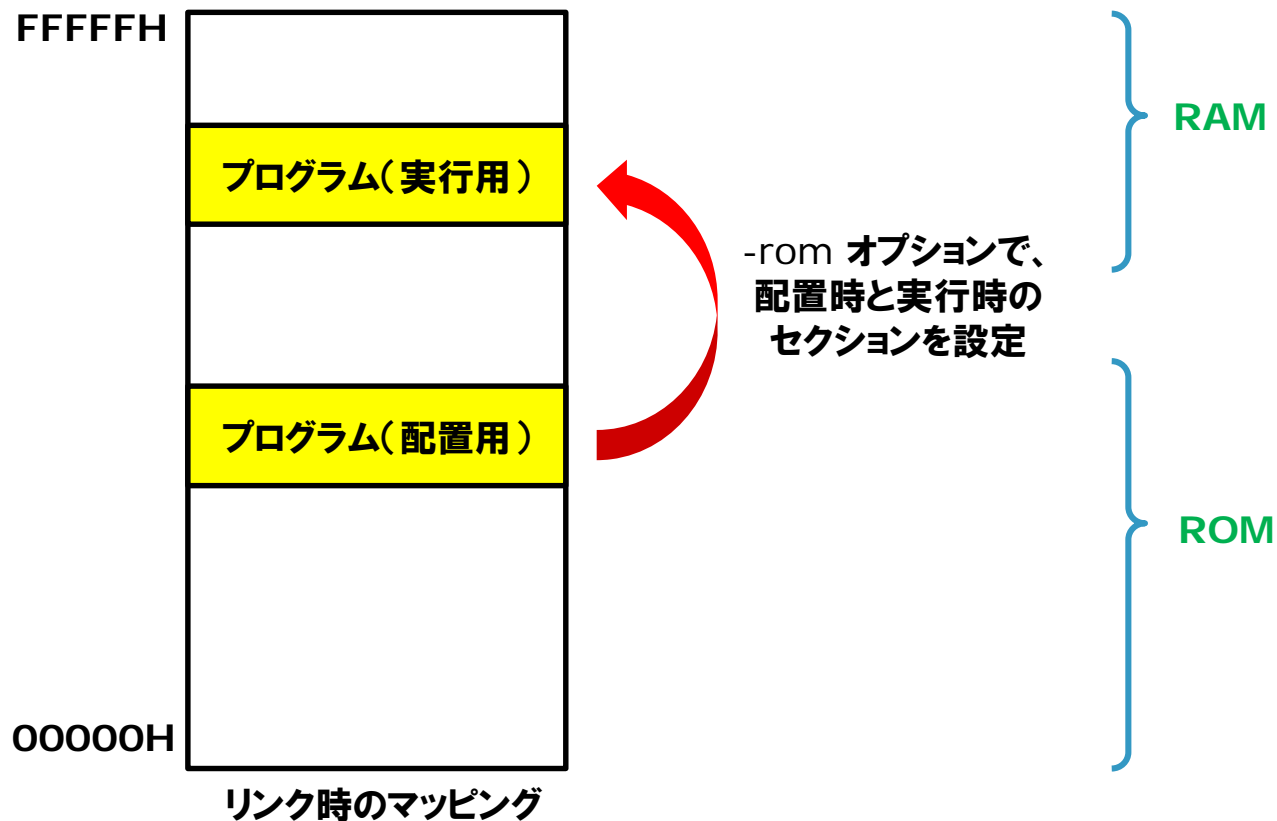 FFFFFH
RAM
プログラム（実行用）
-rom オプションで、
配置時と実行時の
セクションを設定
プログラム（配置用）
ROM
00000H
リンク時のマッピング